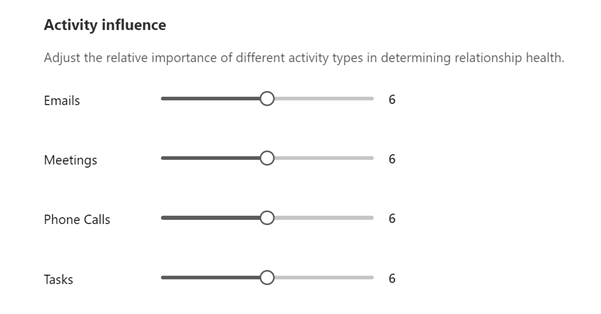 Activity influence
Adjust the relative importance of different activity types in determining relationship health.
Emails 6
Meetings 6
Phone Calls 6
Tasks 6